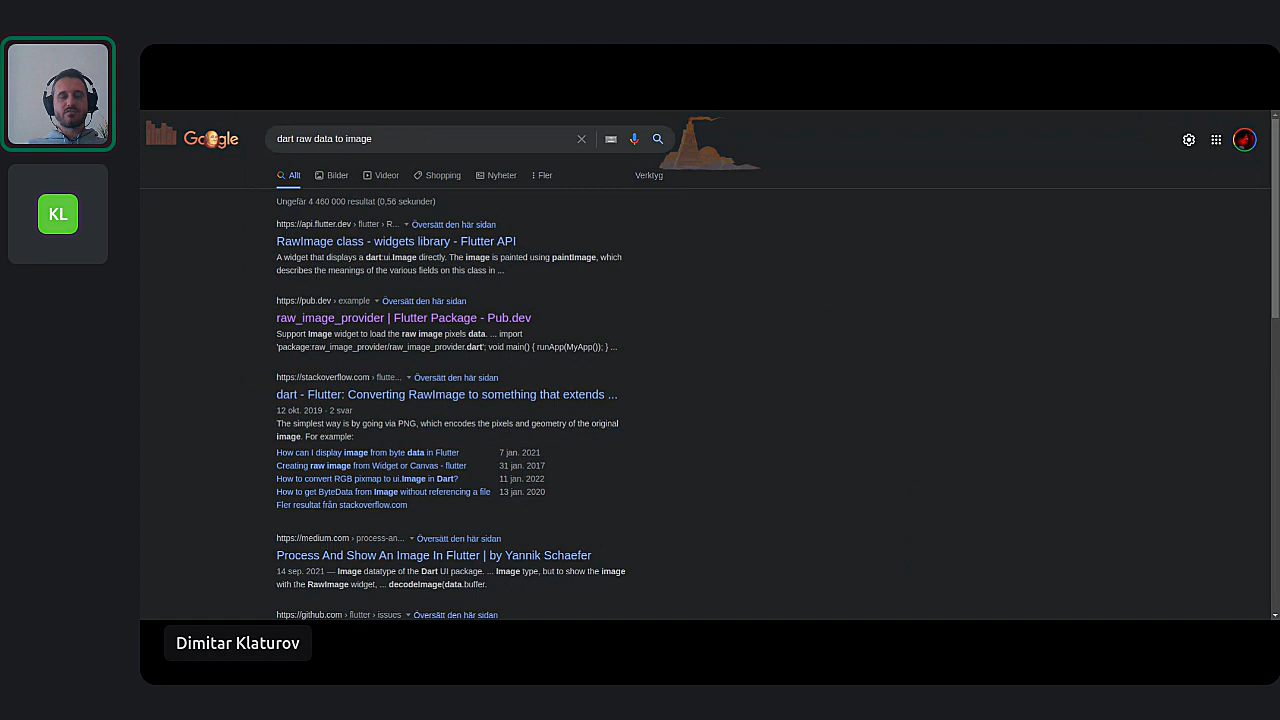 KL
Google
dart raw data to image
Allt
Bilder
Videor
Shopping
Nyheter
Fler
Verktyg
Ungefär 4 460 000 resultat (0,56 sekunder)
https://api.flutter.dev › flutter › R... Översätt den här sidan
RawImage class - widgets library - Flutter API
A widget that displays a dart:ui.Image directly. The image is painted using paintImage, which
describes the meanings of the various fields on this class in ...
https://pub.dev › example Översätt den här sidan
raw_image_provider | Flutter Package - Pub.dev
Support Image widget to load the raw image pixels data. ... import
'package:raw_image_provider/raw_image_provider.dart'; void main() { runApp(MyApp()); } ...
https://stackoverflow.com › flutte... Översätt den här sidan
dart - Flutter: Converting RawImage to something that extends ...
12 okt. 2019 · 2 svar
The simplest way is by going via PNG, which encodes the pixels and geometry of the original
image. For example:
How can I display image from byte data in Flutter 7 jan. 2021
Creating raw image from Widget or Canvas - flutter 31 jan. 2017
How to convert RGB pixmap to ui.Image in Dart? 11 jan. 2022
How to get ByteData from Image without referencing a file 13 jan. 2020
Fler resultat från stackoverflow.com
https://medium.com › process-an... Översätt den här sidan
Process And Show An Image In Flutter | by Yannik Schaefer
14 sep. 2021 — Image datatype of the Dart UI package. ... Image type, but to show the image
with the RawImage widget, ... decodeImage(data.buffer.
https://github.com › flutter › issues Översätt den här sidan
Dimitar Klaturov